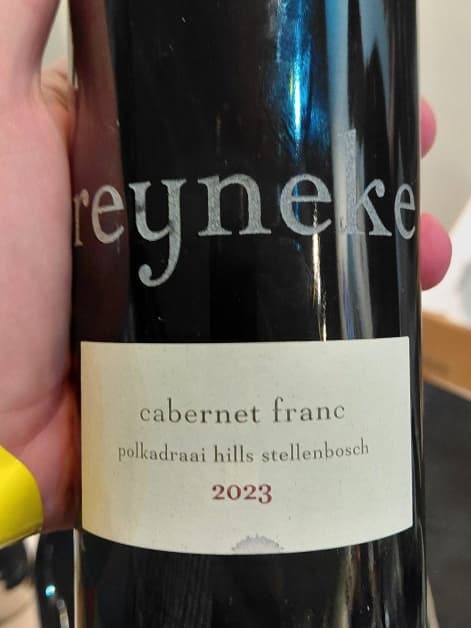 reyneke
cabernet franc
polkadraai hills stellenbosch
2023